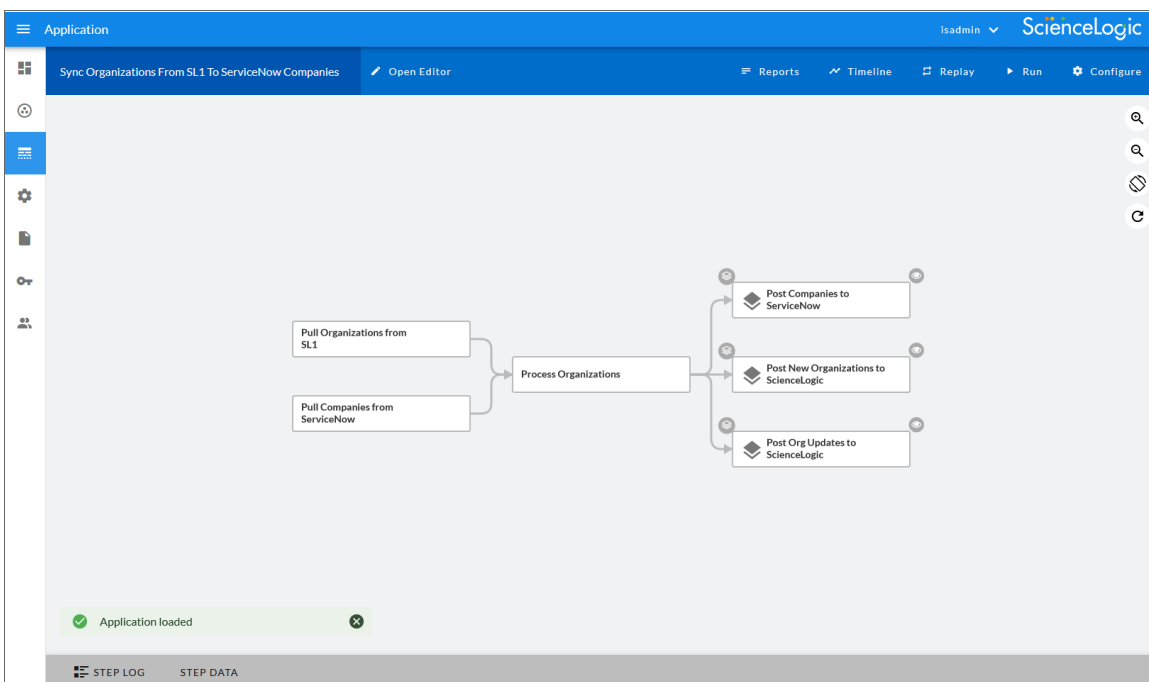 Application
isadmin
ScienceLogic
Sync Organizations From SL1 To ServiceNow Companies
Open Editor
Reports
Timeline
Replay
Run
Configure
Post Companies to
ServiceNow
Pull Organizations from
SL1
Process Organizations
Post New Organizations to
ScienceLogic
Pull Companies from
ServiceNow
Post Org Updates to
ScienceLogic
Application loaded
STEP LOG
STEP DATA